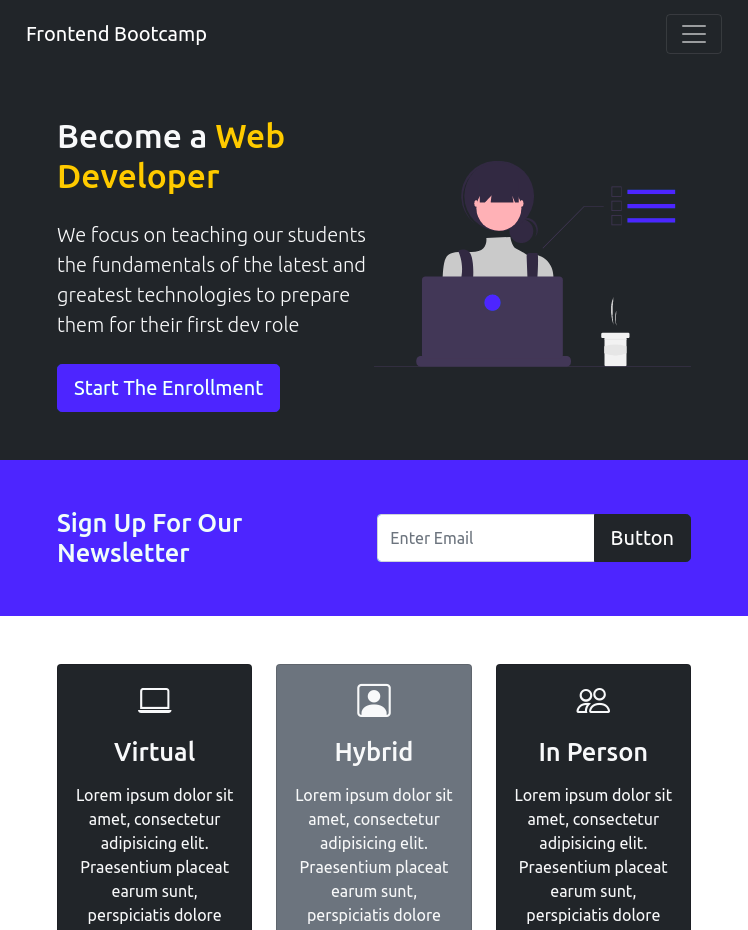 Frontend Bootcamp
Become a Web
Developer
We focus on teaching our students
the fundamentals of the latest and
greatest technologies to prepare
them for their first dev role
Start The Enrollment
Sign Up For Our
Newsletter
Enter Email
Button
Virtual
Lorem ipsum dolor sit
amet, consectetur
adipisicing elit.
Praesentium placeat
earum sunt,
perspiciatis dolore
Hybrid
Lorem ipsum dolor sit
amet, consectetur
adipisicing elit.
Praesentium placeat
earum sunt,
perspiciatis dolore
In Person
Lorem ipsum dolor sit
amet, consectetur
adipisicing elit.
Praesentium placeat
earum sunt,
perspiciatis dolore